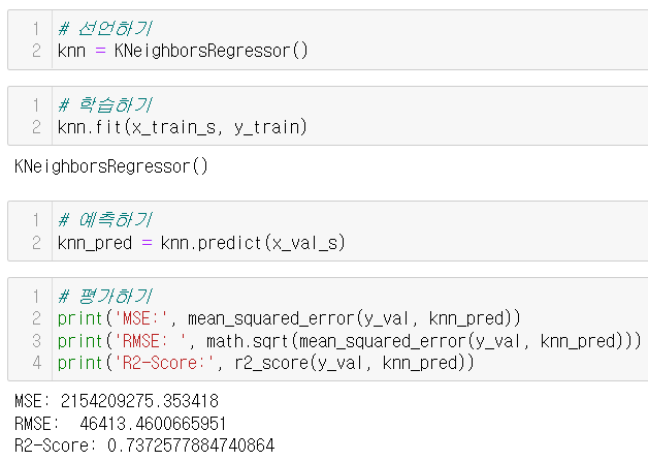 1 # 선언하기
2 knn = KNeighborsRegressor()
1 # 학습하기
2 knn.fit(x_train_s, y_train)
KNeighborsRegressor()
1 # 예측하기
2 knn_pred = knn.predict(x_val_s)
1 # 평가하기
2 print('MSE:', mean_squared_error(y_val, knn_pred))
3 print('RMSE: ', math.sqrt(mean_squared_error(y_val, knn_pred)))
4 print('R2-Score:', r2_score(y_val, knn_pred))
MSE: 2154209275.353418
RMSE:  46413.4600665951
R2-Score: 0.7372577884740864